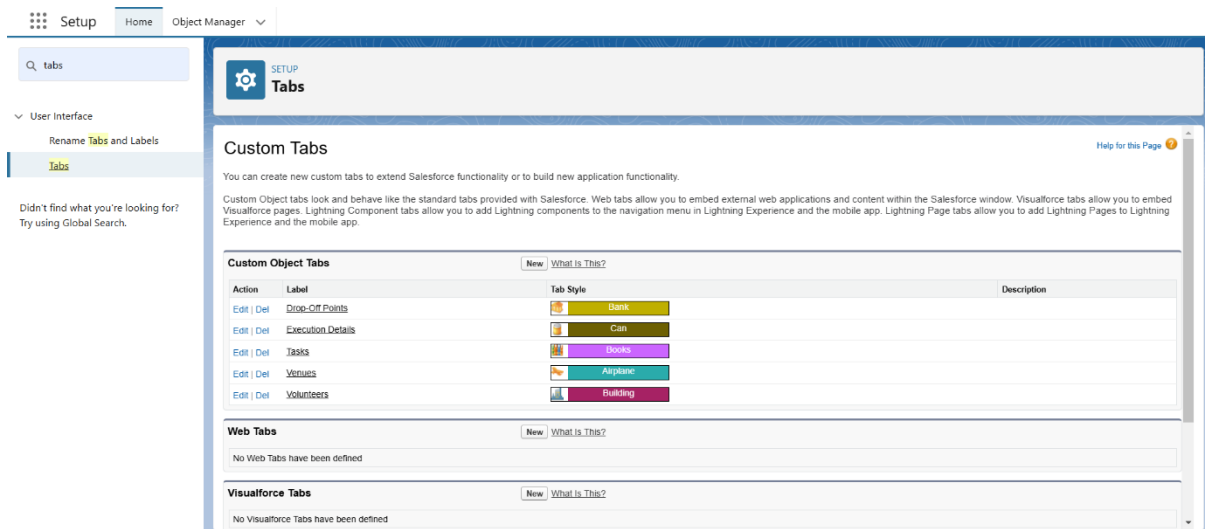 Setup Home Object Manager
tabs
User Interface
Rename Tabs and Labels
Tabs
Didn't find what you're looking for?
Try using Global Search.
SETUP
Tabs
Custom Tabs
Help for this Page ?
You can create new custom tabs to extend Salesforce functionality or to build new application functionality.
Custom Object tabs look and behave like the standard tabs provided with Salesforce. Web tabs allow you to embed external web applications and content within the Salesforce window. Visualforce tabs allow you to embed
Visualforce pages. Lightning Component tabs allow you to add Lightning components to the navigation menu in Lightning Experience and the mobile app. Lightning Page tabs allow you to add Lightning Pages to Lightning
Experience and the mobile app.
Custom Object Tabs New What Is This?
Action Label Tab Style Description
Edit | Del Drop-Off Points Bank
Edit | Del Execution Details Can
Edit | Del Tasks Books
Edit | Del Venues Airplane
Edit | Del Volunteers Building
Web Tabs New What Is This?
No Web Tabs have been defined
Visualforce Tabs New What Is This?
No Visualforce Tabs have been defined